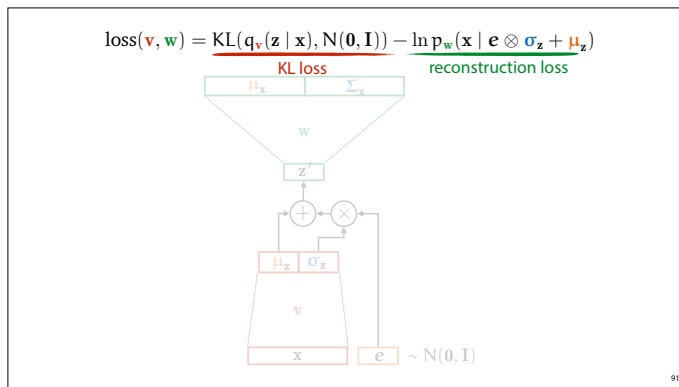 loss(v, w) = KL(q_v(z | x), N(0, I)) − ln p_w(x | e ⊗ σ_z + μ_z)
KL loss reconstruction loss
μ_x Σ_x
w
z′
+ ×
μ_z σ_z
v
x e ∼ N(0, I)
91